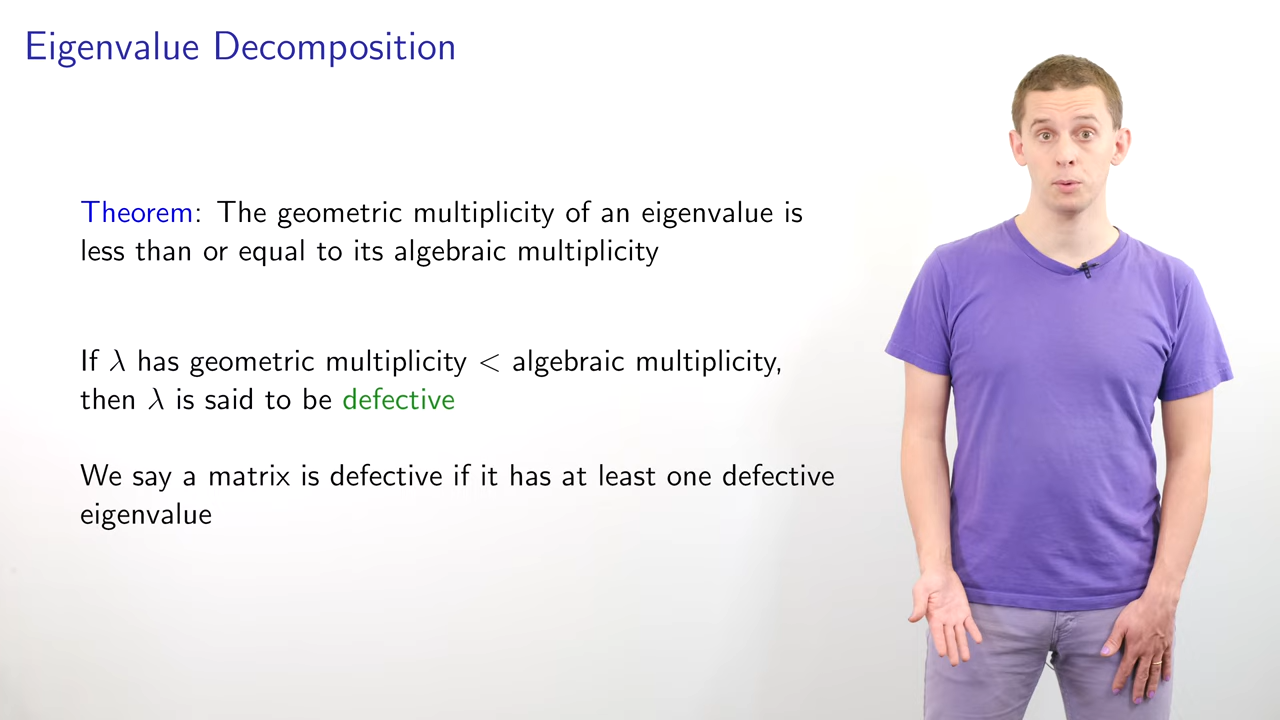 Eigenvalue Decomposition
Theorem: The geometric multiplicity of an eigenvalue is
less than or equal to its algebraic multiplicity
If λ has geometric multiplicity < algebraic multiplicity,
then λ is said to be defective
We say a matrix is defective if it has at least one defective
eigenvalue